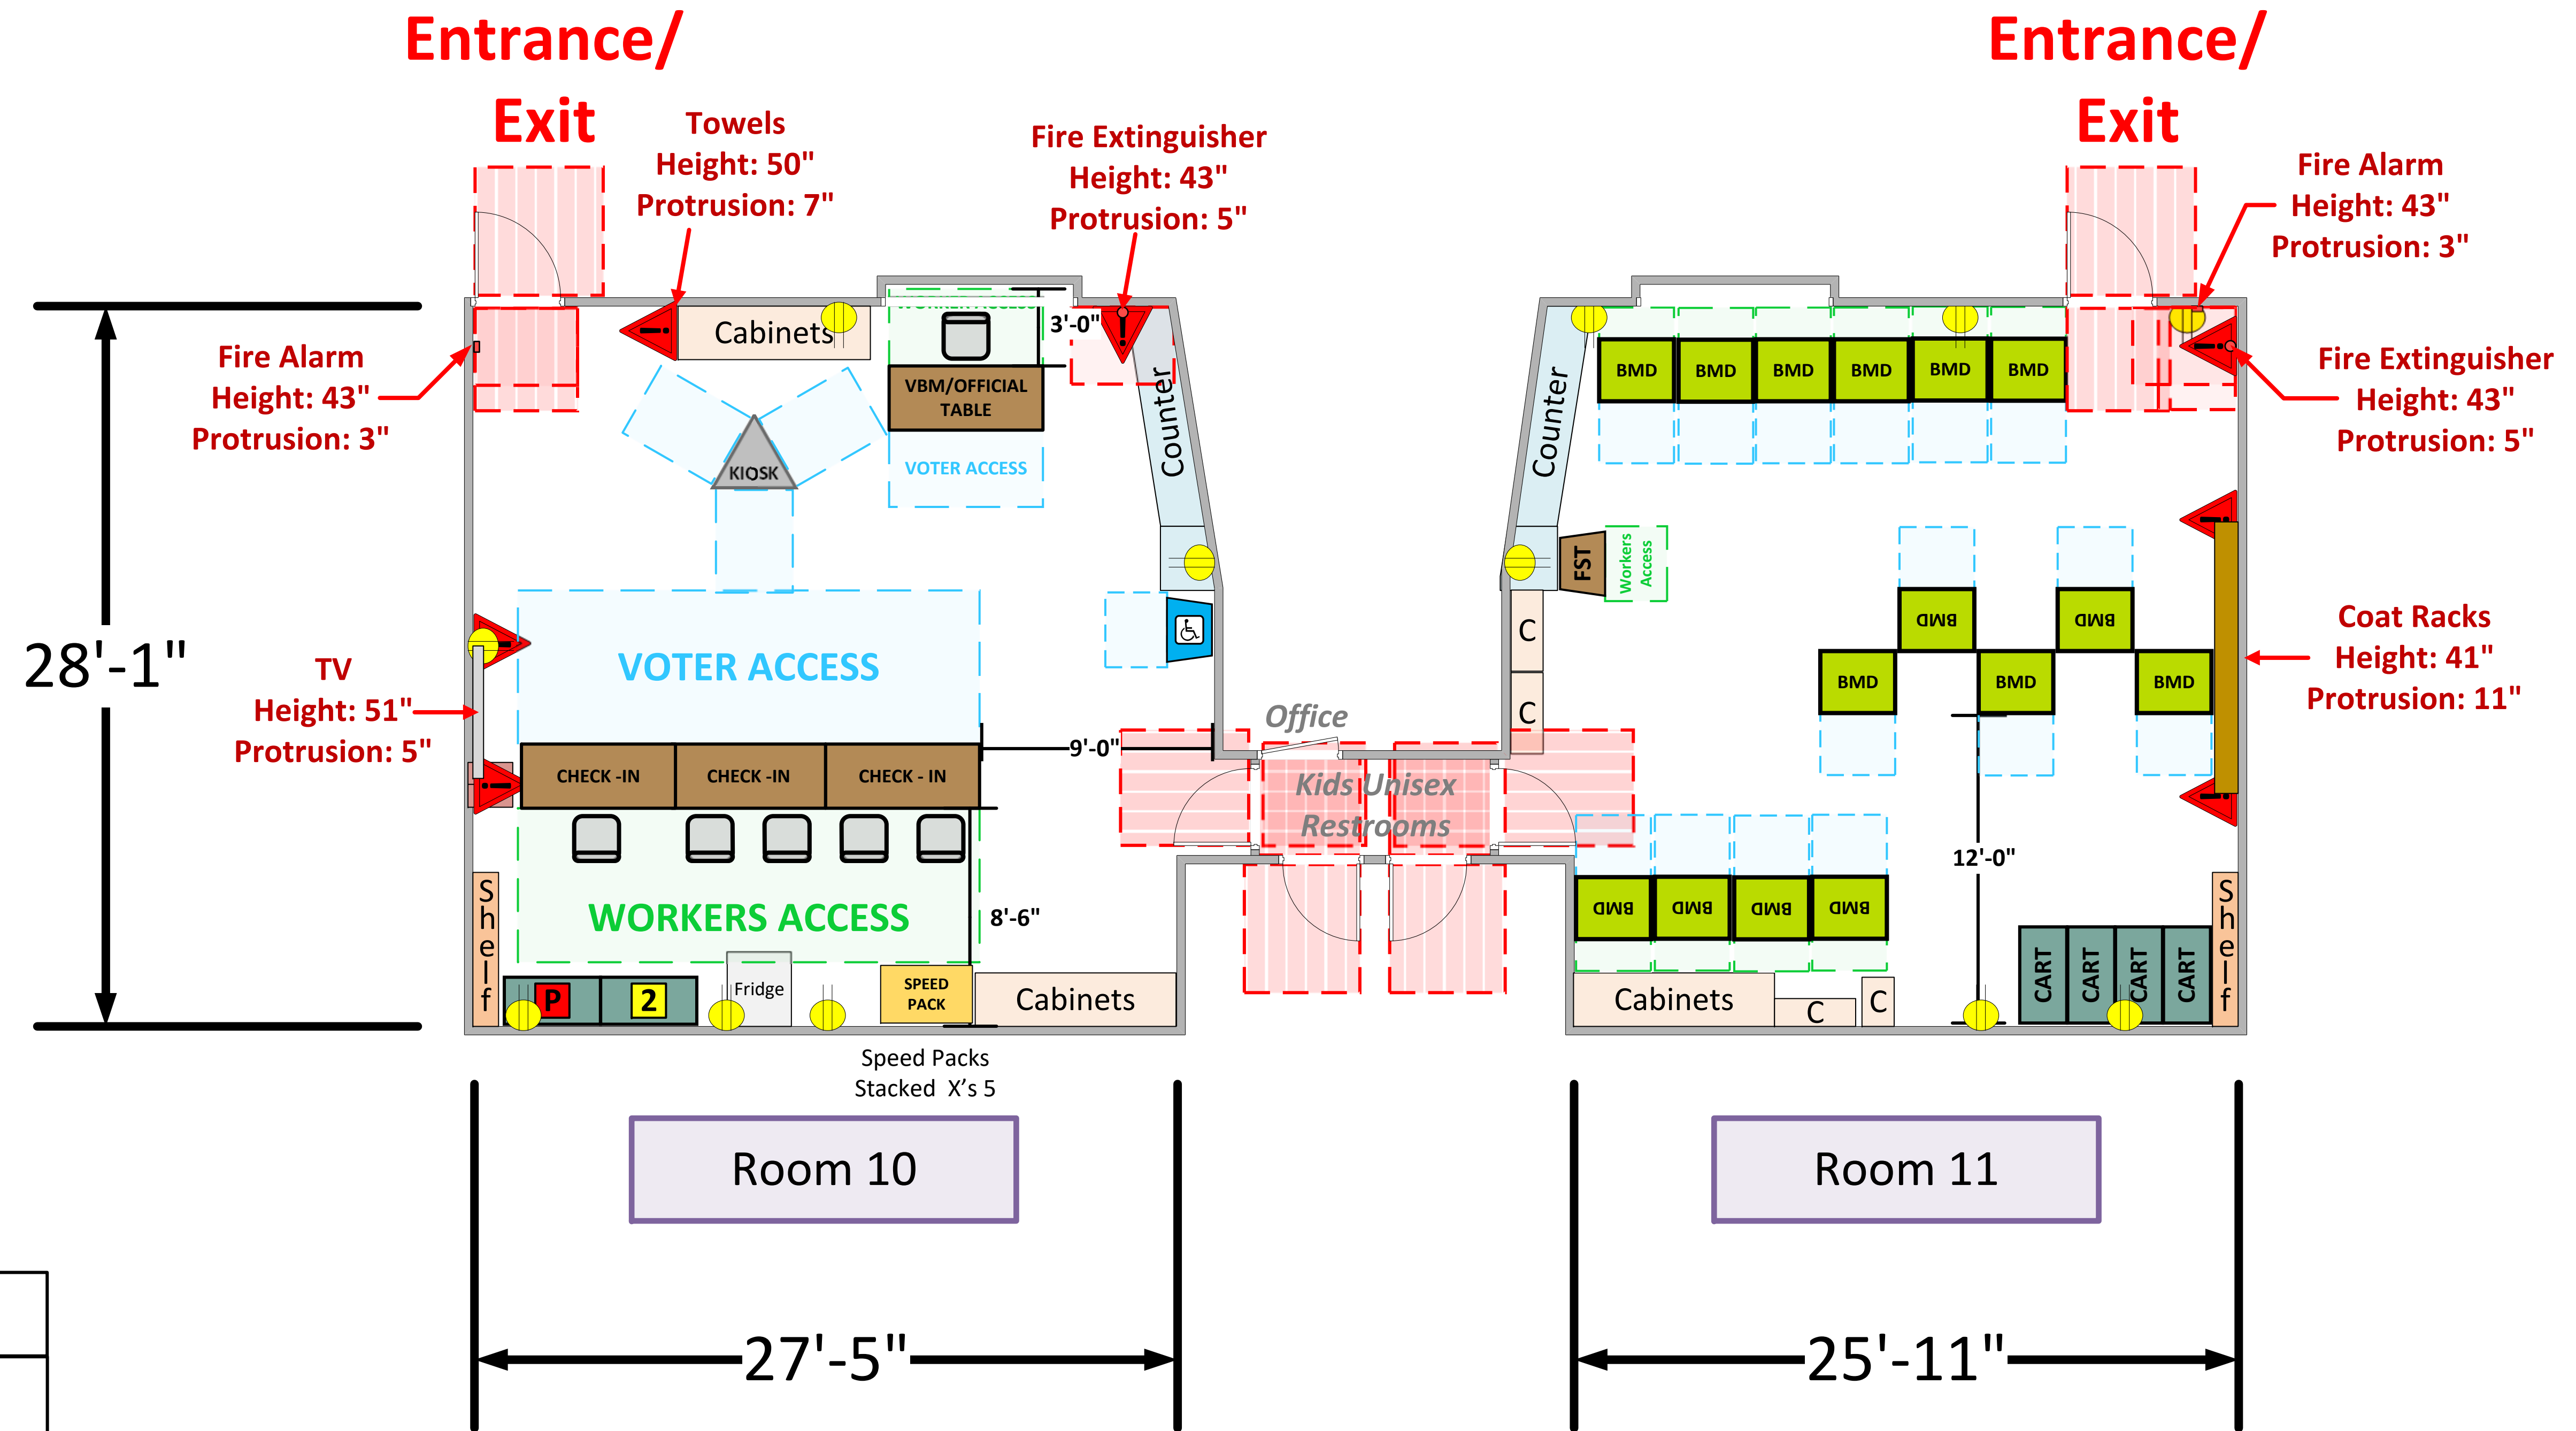 Entrance/
Exit
Entrance/
Exit
Towels
Height: 50"
Protrusion: 7"
Fire Extinguisher
Height: 43"
Protrusion: 5"
Fire Alarm
Height: 43"
Protrusion: 3"
Fire Alarm
Height: 43"
Protrusion: 3"
Fire Extinguisher
Height: 43"
Protrusion: 5"
Cabinets
3'-0"
VBM/OFFICIAL
TABLE
VOTER ACCESS
KIOSK
Counter
Counter
BMD
BMD
BMD
BMD
BMD
BMD
FST
Workers
Access
28'-1"
TV
Height: 51"
Protrusion: 5"
VOTER ACCESS
C
C
BMD
BMD
BMD
BMD
BMD
Coat Racks
Height: 41"
Protrusion: 11"
Office
9'-0"
CHECK -IN
CHECK -IN
CHECK - IN
Kids Unisex
Restrooms
12'-0"
WORKERS ACCESS
8'-6"
BMD
BMD
BMD
BMD
Shelf
Shelf
P
2
Fridge
SPEED
PACK
Cabinets
Cabinets
C
C
CART
CART
CART
CART
Speed Packs
Stacked X’s 5
Room 10
Room 11
27'-5"
25'-11"